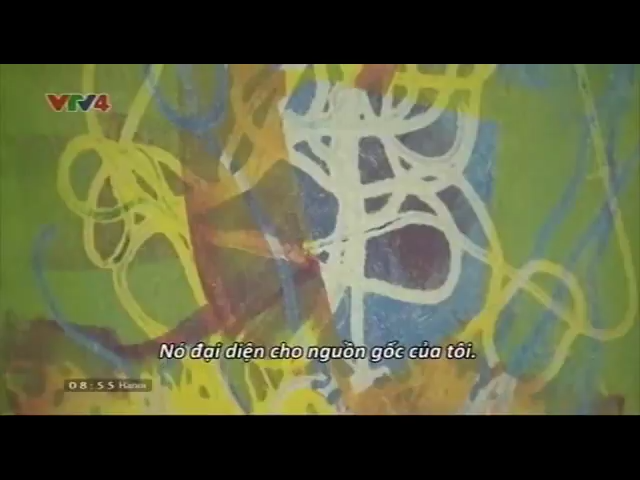 VTV4
Nó đại diện cho nguồn gốc của tôi.
08:55 Hanoi